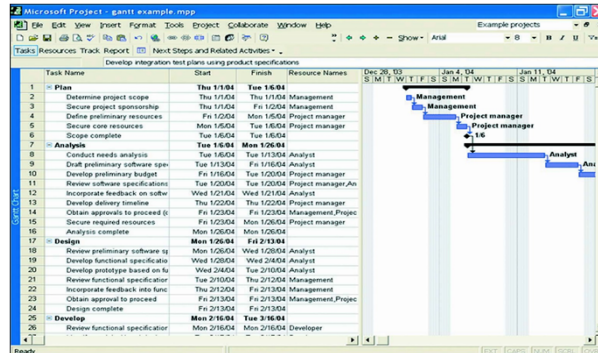 Microsoft Project - gantt example.mpp
File Edit View Insert Format Tools Project Collaborate Window Help Example projects
Show Arial 8 B I U
Tasks Resources Track Report Next Steps and Related Activities
Develop integration test plans using product specifications
Task Name Start Finish Resource Names Dec 28, '03 Jan 4, '04 Jan 11, '04
S M T W T F S S M T W T F S S M T W T F S
1 Plan Thu 1/1/04 Tue 1/6/04
2 Determine project scope Thu 1/1/04 Thu 1/1/04 Management Management
3 Secure project sponsorship Thu 1/1/04 Fri 1/2/04 Management Management
4 Define preliminary resources Fri 1/2/04 Mon 1/5/04 Project manager Project manager
5 Secure core resources Mon 1/5/04 Tue 1/6/04 Project manager Project manager
6 Scope complete Tue 1/6/04 Tue 1/6/04 1/6
7 Analysis Tue 1/6/04 Mon 1/26/04
8 Conduct needs analysis Tue 1/6/04 Tue 1/13/04 Analyst Analyst
9 Draft preliminary software spe Tue 1/13/04 Fri 1/16/04 Analyst Ana
10 Develop preliminary budget Fri 1/16/04 Tue 1/20/04 Project manager
11 Review software specifications Tue 1/20/04 Tue 1/20/04 Project manager,An
12 Incorporate feedback on softw Wed 1/21/04 Wed 1/21/04 Analyst
13 Develop delivery timeline Thu 1/22/04 Thu 1/22/04 Project manager
14 Obtain approvals to proceed (c Fri 1/23/04 Fri 1/23/04 Management,Projec
15 Secure required resources Fri 1/23/04 Mon 1/26/04 Project manager
16 Analysis complete Mon 1/26/04 Mon 1/26/04
17 Design Mon 1/26/04 Fri 2/13/04
18 Review preliminary software sp Mon 1/26/04 Wed 1/28/04 Analyst
19 Develop functional specificatio Wed 1/28/04 Wed 2/4/04 Analyst
20 Develop prototype based on fu Wed 2/4/04 Tue 2/10/04 Analyst
21 Review functional specification Tue 2/10/04 Thu 2/12/04 Management
22 Incorporate feedback into func Thu 2/12/04 Fri 2/13/04 Management
23 Obtain approval to proceed Fri 2/13/04 Fri 2/13/04 Management,Projec
24 Design complete Fri 2/13/04 Fri 2/13/04
25 Develop Mon 2/16/04 Tue 3/16/04
26 Review functional specification Mon 2/16/04 Mon 2/16/04 Developer
Gantt Chart
Ready EXT CAPS NUM SCRL OVR